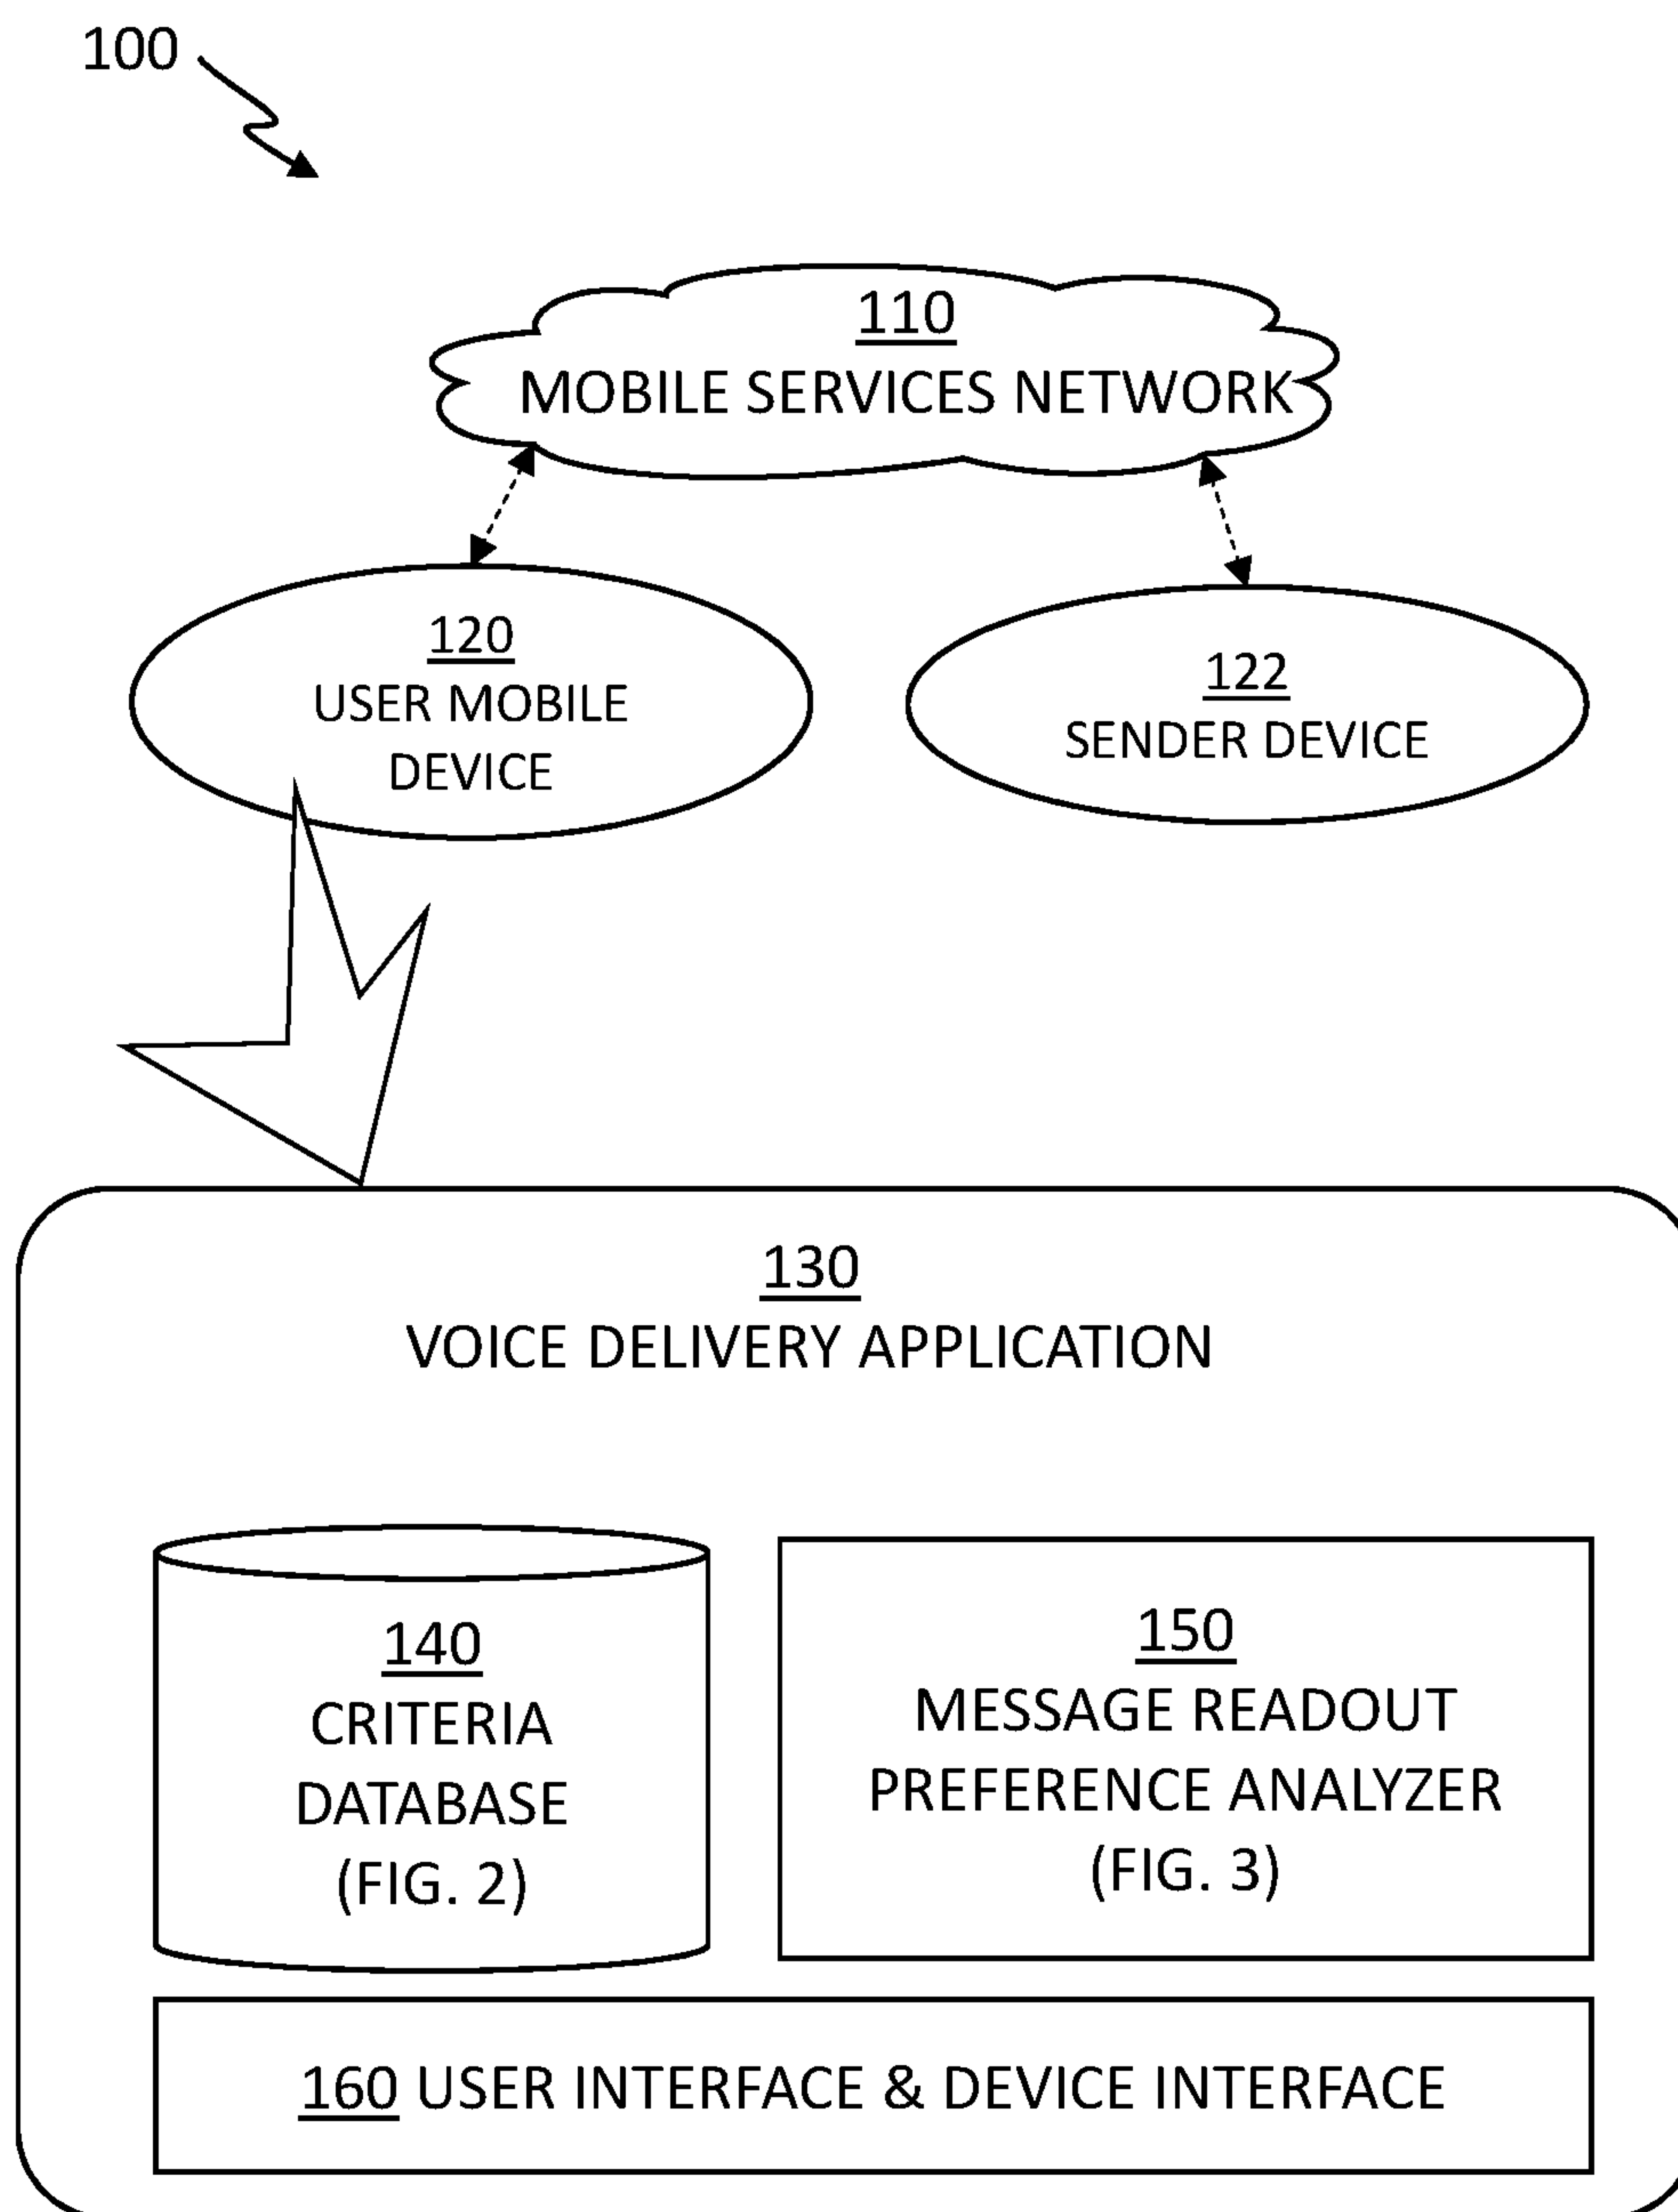 100
110
MOBILE SERVICES NETWORK
120
USER MOBILE
DEVICE
122
SENDER DEVICE
130
VOICE DELIVERY APPLICATION
140
CRITERIA
DATABASE
(FIG. 2)
150
MESSAGE READOUT
PREFERENCE ANALYZER
(FIG. 3)
160 USER INTERFACE & DEVICE INTERFACE